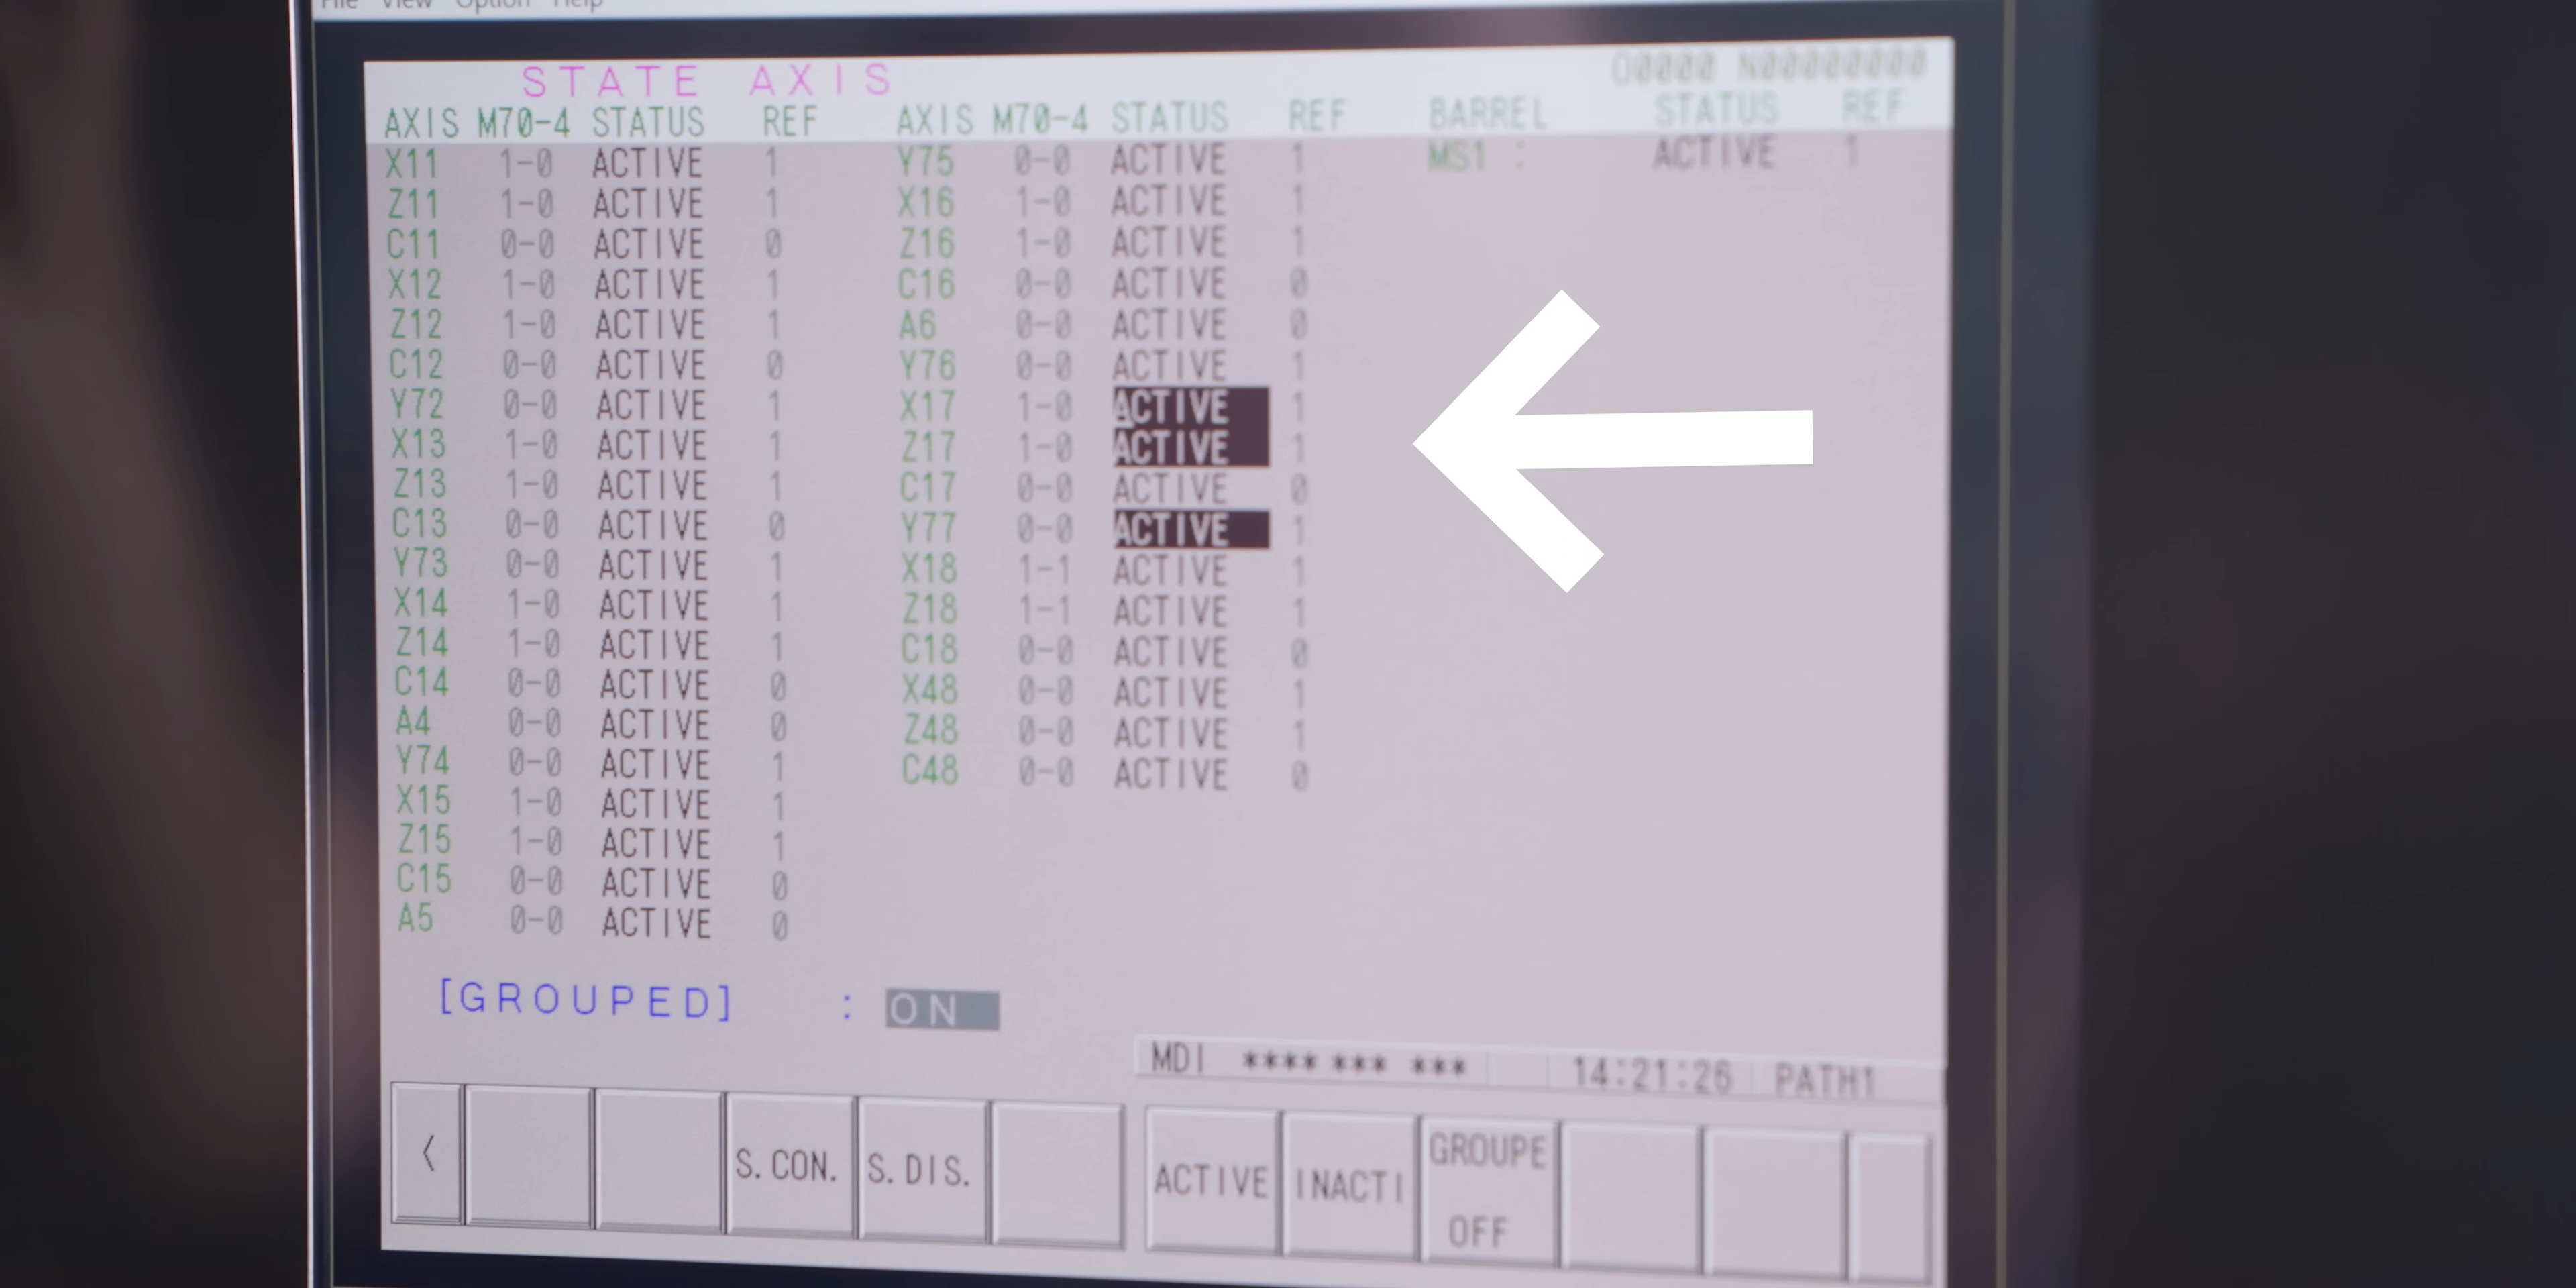 File View Option Help
STATE AXIS O0000 N00000000
AXIS M70-4 STATUS REF AXIS M70-4 STATUS REF BARREL STATUS REF
X11 1-0 ACTIVE 1 Y75 0-0 ACTIVE 1 MS1 : ACTIVE 1
Z11 1-0 ACTIVE 1 X16 1-0 ACTIVE 1
C11 0-0 ACTIVE 0 Z16 1-0 ACTIVE 1
X12 1-0 ACTIVE 1 C16 0-0 ACTIVE 0
Z12 1-0 ACTIVE 1 A6 0-0 ACTIVE 0
C12 0-0 ACTIVE 0 Y76 0-0 ACTIVE 1
Y72 0-0 ACTIVE 1 X17 1-0 ACTIVE 1
X13 1-0 ACTIVE 1 Z17 1-0 ACTIVE 1
Z13 1-0 ACTIVE 1 C17 0-0 ACTIVE 0
C13 0-0 ACTIVE 0 Y77 0-0 ACTIVE 1
Y73 0-0 ACTIVE 1 X18 1-1 ACTIVE 1
X14 1-0 ACTIVE 1 Z18 1-1 ACTIVE 1
Z14 1-0 ACTIVE 1 C18 0-0 ACTIVE 0
C14 0-0 ACTIVE 0 X48 0-0 ACTIVE 1
A4 0-0 ACTIVE 0 Z48 0-0 ACTIVE 1
Y74 0-0 ACTIVE 1 C48 0-0 ACTIVE 0
X15 1-0 ACTIVE 1
Z15 1-0 ACTIVE 1
C15 0-0 ACTIVE 0
A5 0-0 ACTIVE 0
[GROUPED] : ON
MDI **** *** *** 14:21:26 PATH1
< S.CON. S.DIS. ACTIVE INACTI GROUPE
OFF